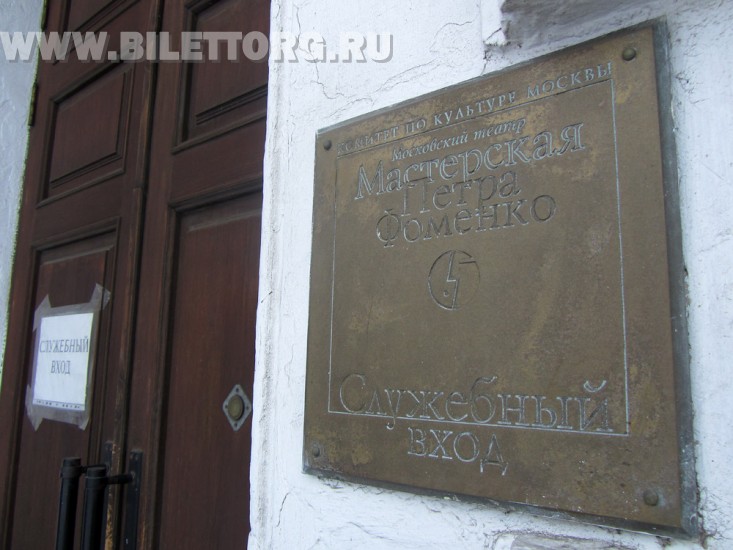 WWW.BILETTORG.RU
КОМИТЕТ ПО КУЛЬТУРЕ МОСКВЫ
Московский театр
Мастерская
Петра
Фоменко
Служебный
вход
СЛУЖЕБНЫЙ
ВХОД